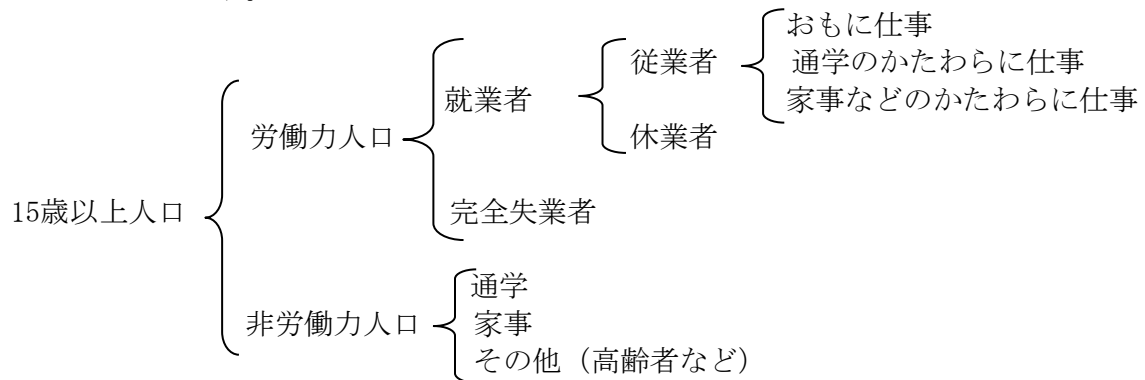 おもに仕事
従業者
通学のかたわらに仕事
就業者
家事などのかたわらに仕事
労働力人口
休業者
15歳以上人口
完全失業者
通学
非労働力人口
家事
その他（高齢者など）